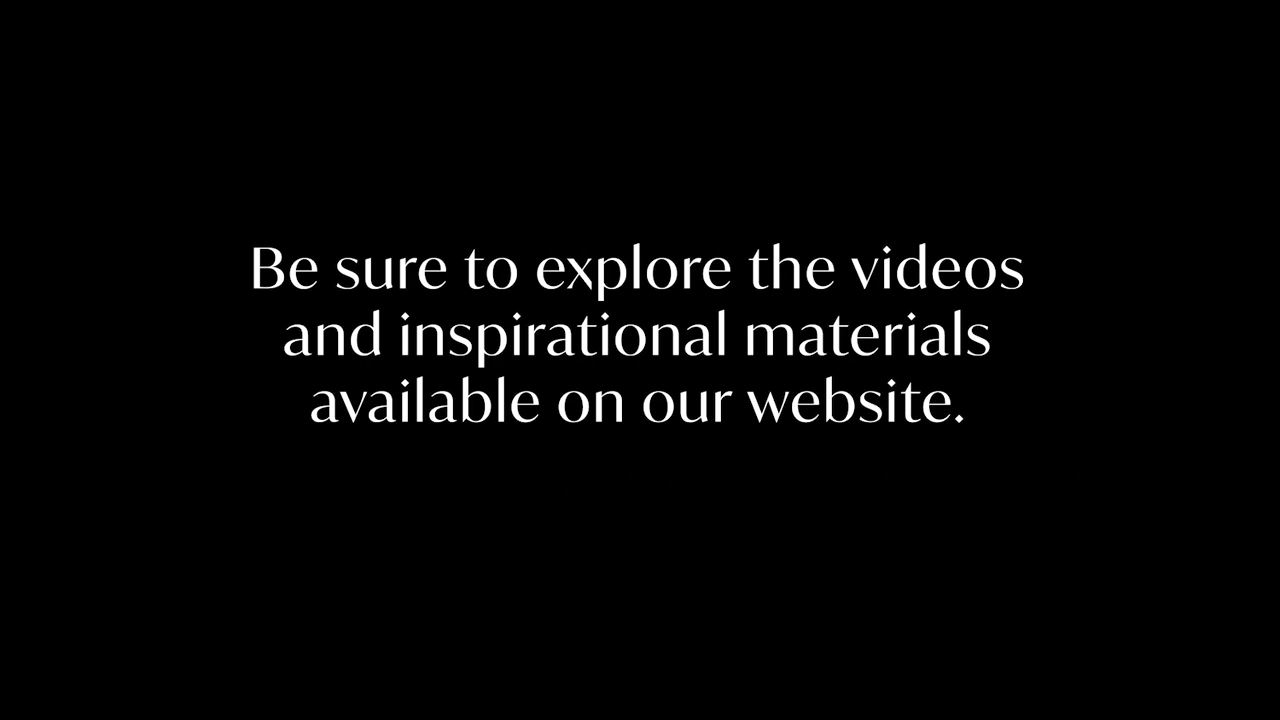 Be sure to explore the videos
and inspirational materials
available on our website.